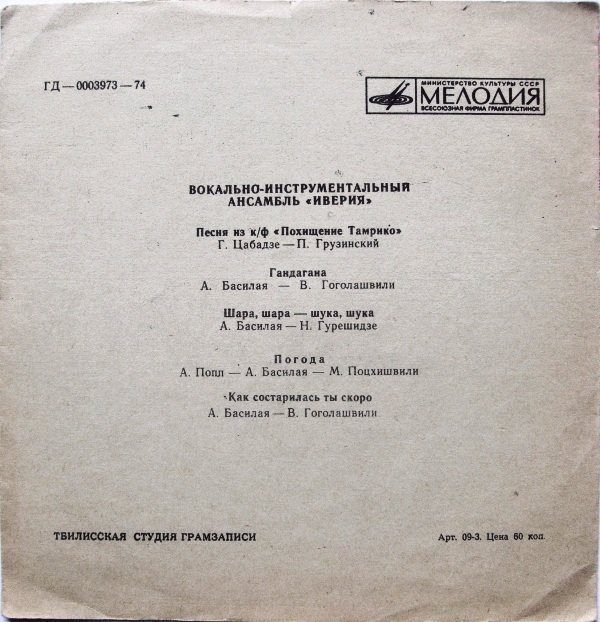 ГД — 0003973 — 74
МИНИСТЕРСТВО КУЛЬТУРЫ СССР
МЕЛОДИЯ
ВСЕСОЮЗНАЯ ФИРМА ГРАМПЛАСТИНОК
ВОКАЛЬНО-ИНСТРУМЕНТАЛЬНЫЙ
АНСАМБЛЬ «ИВЕРИЯ»
Песня из к/ф «Похищение Тамрико»
Г. Цабадзе — П. Грузинский
Гандагана
А. Басилая — В. Гоголашвили
Шара, шара — шука, шука
А. Басилая — Н. Гурешидзе
Погода
А. Попп — А. Басилая — М. Поцхишвили
Как состарилась ты скоро
А. Басилая — В. Гоголашвили
ТБИЛИССКАЯ СТУДИЯ ГРАМЗАПИСИ
Арт. 09-3. Цена 60 коп.